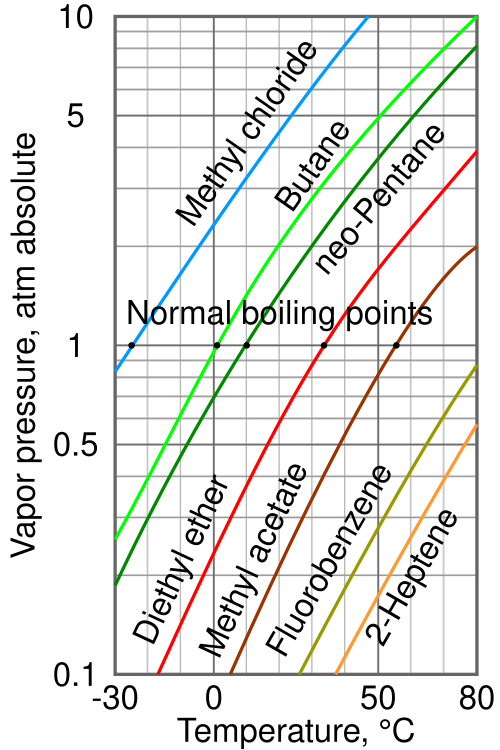 10
5
1
0.5
0.1
Vapor pressure, atm absolute
Methyl chloride
Butane
neo-Pentane
Normal boiling points
Diethyl ether
Methyl acetate
Fluorobenzene
2-Heptene
-30 0 50 80
Temperature, °C